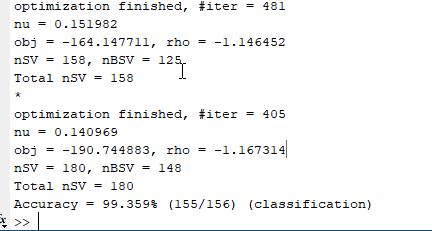 optimization finished, #iter = 481
nu = 0.151982
obj = -164.147711, rho = -1.146452
nSV = 158, nBSV = 125
Total nSV = 158
*
optimization finished, #iter = 405
nu = 0.140969
obj = -190.744883, rho = -1.167314
nSV = 180, nBSV = 148
Total nSV = 180
Accuracy = 99.359% (155/156) (classification)
fx >>